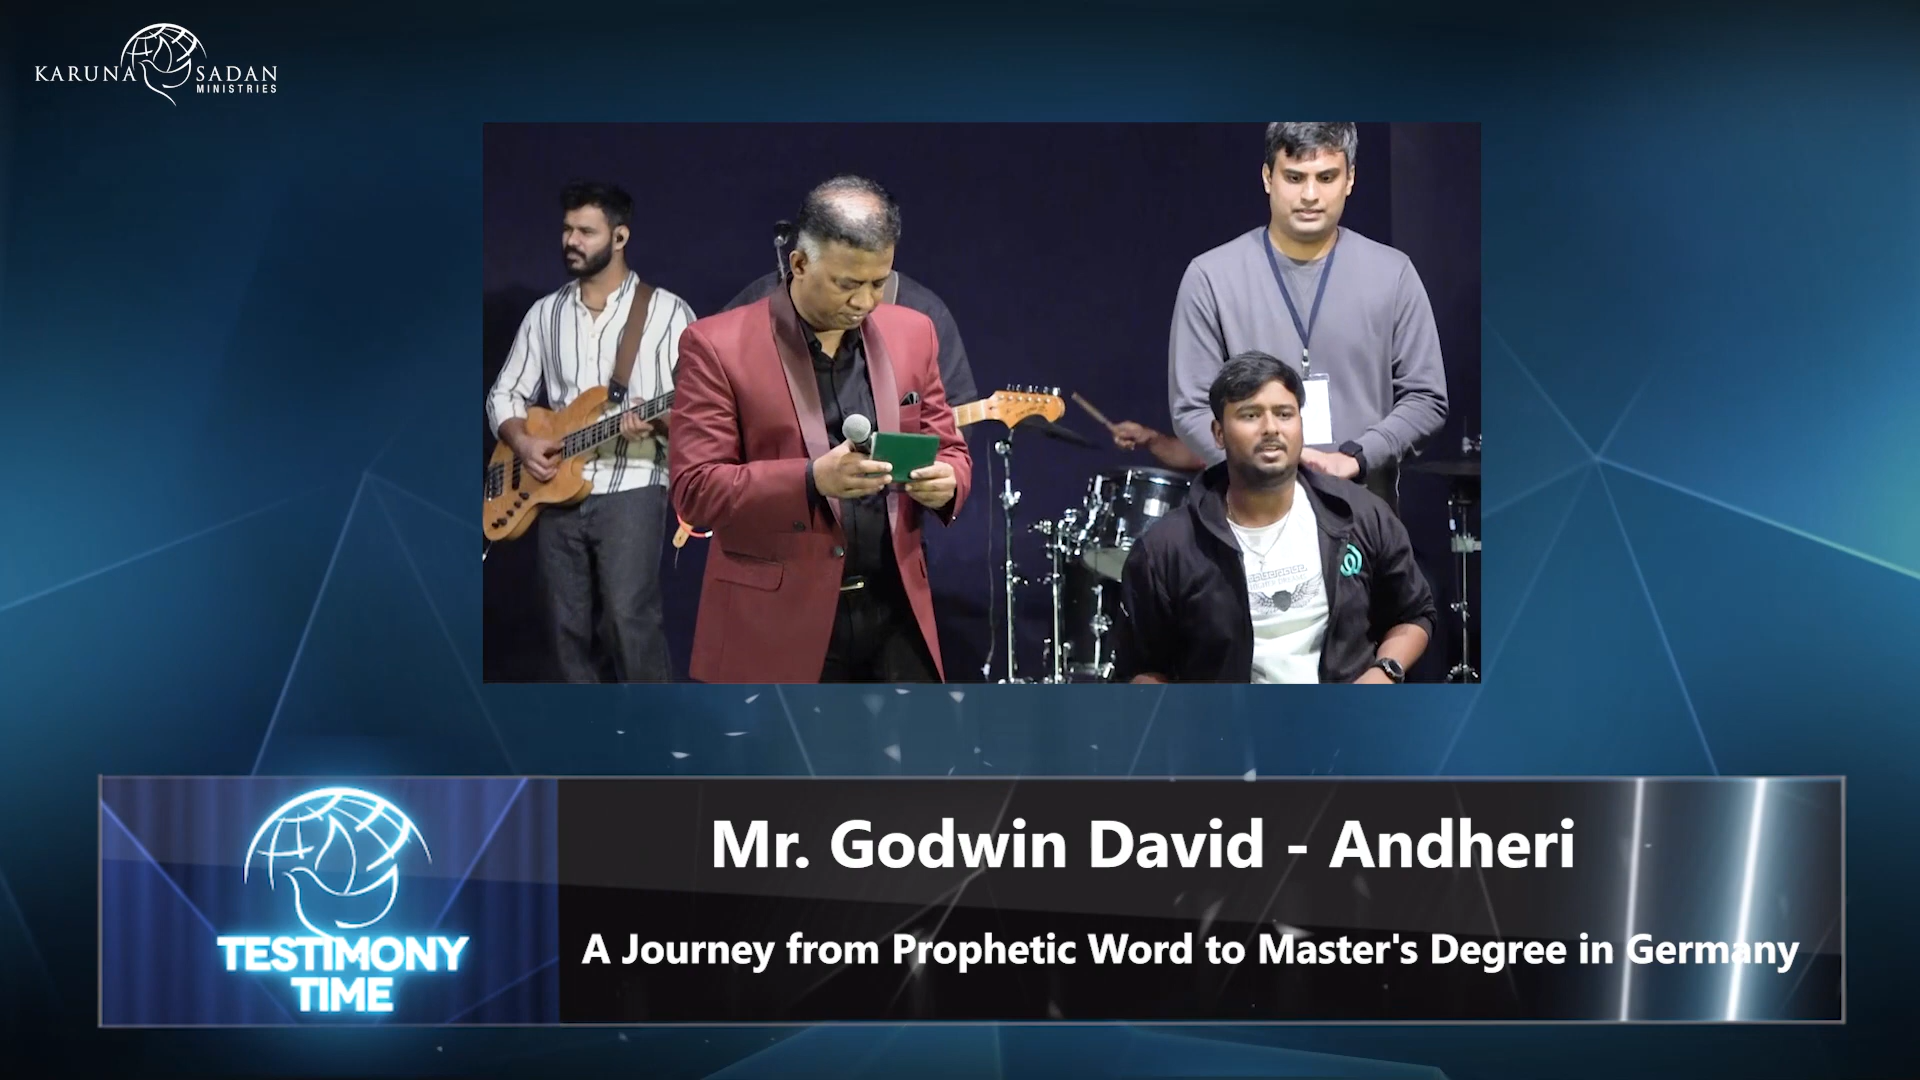 KARUNA SADAN
MINISTRIES
Mr. Godwin David - Andheri
A Journey from Prophetic Word to Master's Degree in Germany
TESTIMONY
TIME